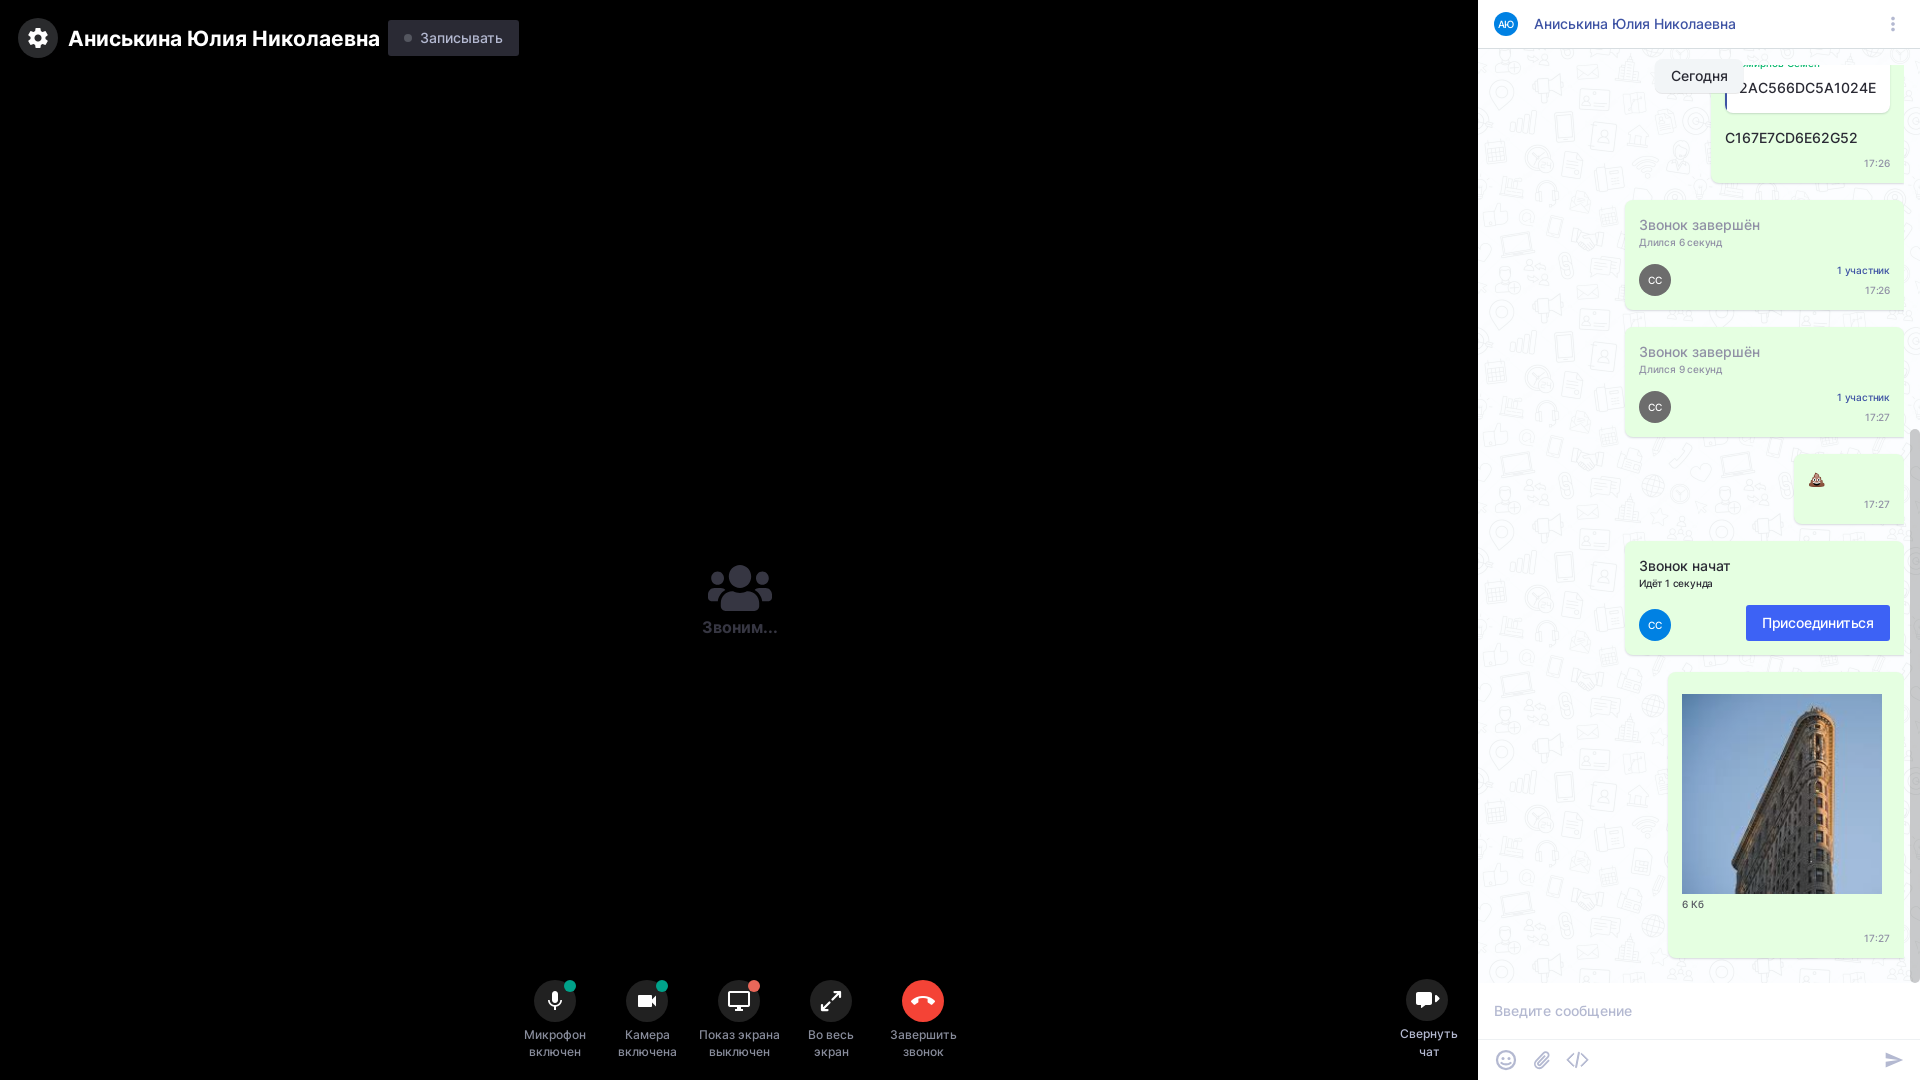 Аниськина Юлия Николаевна
Записывать
Звоним...
Микрофон
включен
Камера
включена
Показ экрана
выключен
Во весь
экран
Завершить
звонок
Свернуть
чат
АЮ
Аниськина Юлия Николаевна
Сегодня
2AC566DC5A1024E
C167E7CD6E62G52
17:26
Звонок завершён
Длился 6 секунд
СС
1 участник
17:26
Звонок завершён
Длился 9 секунд
СС
1 участник
17:27
17:27
Звонок начат
Идёт 1 секунда
СС
Присоединиться
6 Кб
17:27
Введите сообщение